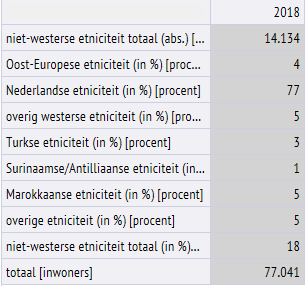 2018
niet-westerse etniciteit totaal (abs.) [... 14.134
Oost-Europese etniciteit (in %) [proc... 4
Nederlandse etniciteit (in %) [procent] 77
overig westerse etniciteit (in %) [pro... 5
Turkse etniciteit (in %) [procent] 3
Surinaamse/Antilliaanse etniciteit (in... 1
Marokkaanse etniciteit (in %) [procent] 5
overige etniciteit (in %) [procent] 5
niet-westerse etniciteit totaal (in %)... 18
totaal [inwoners] 77.041